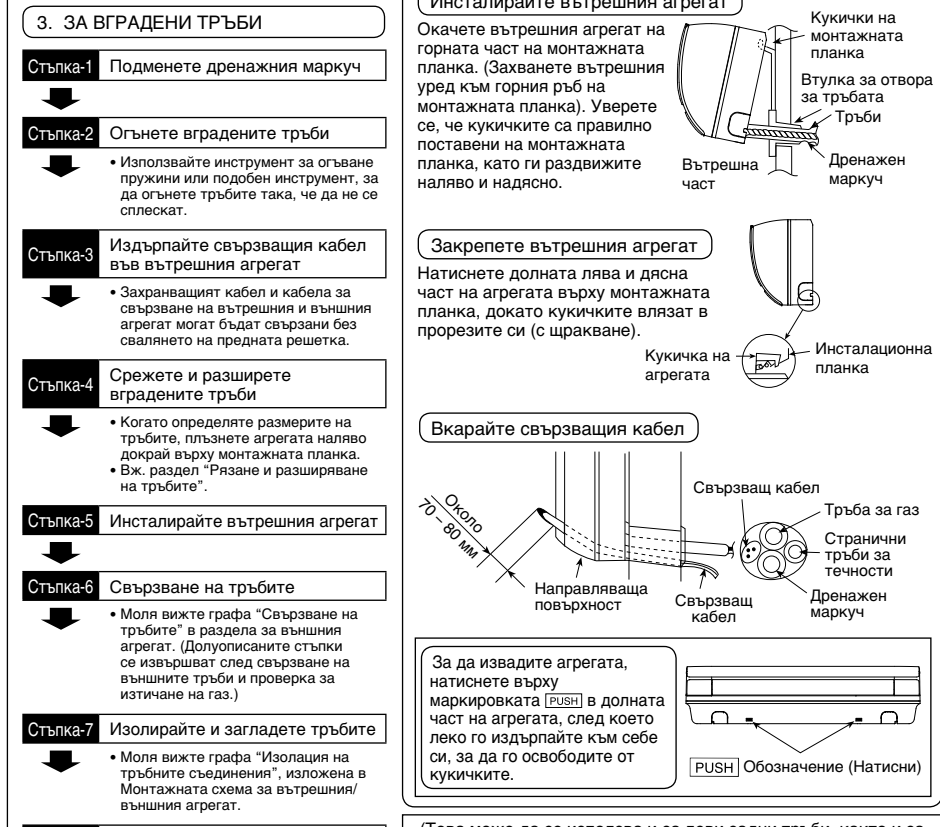 3. ЗА ВГРАДЕНИ ТРЪБИ
Стъпка-1 Подменете дренажния маркуч
Стъпка-2 Огънете вградените тръби
• Използвайте инструмент за огъване
пружини или подобен инструмент, за
да огънете тръбите така, че да не се
сплескат.
Стъпка-3 Издърпайте свързващия кабел
във вътрешния агрегат
• Захранващият кабел и кабела за
свързване на вътрешния и външния
агрегат могат бъдат свързани без
свалянето на предната решетка.
Стъпка-4 Срежете и разширете
вградените тръби
• Когато определяте размерите на
тръбите, плъзнете агрегата наляво
докрай върху монтажната планка.
• Вж. раздел “Рязане и разширяване
на тръбите”.
Стъпка-5 Инсталирайте вътрешния агрегат
Стъпка-6 Свързване на тръбите
• Моля вижте графа “Свързване на
тръбите” в раздела за външния
агрегат. (Долуописаните стъпки
се извършват след свързване на
външните тръби и проверка за
изтичане на газ.)
Стъпка-7 Изолирайте и загладете тръбите
• Моля вижте графа “Изолация на
тръбните съединения”, изложена в
Монтажната схема за вътрешния/
външния агрегат.
Инсталирайте вътрешния агрегат
Окачете вътрешния агрегат на
горната част на монтажната
планка. (Захванете вътрешния
уред към горния ръб на
монтажната планка). Уверете
се, че кукичките са правилно
поставени на монтажната
планка, като ги раздвижите
наляво и надясно.
Кукички на
монтажната
планка
Втулка за отвора
за тръбата
Тръби
Дренажен
маркуч
Вътрешна
част
Закрепете вътрешния агрегат
Натиснете долната лява и дясна
част на агрегата върху монтажната
планка, докато кукичките влязат в
прорезите си (с щракване).
Кукичка на
агрегата
Инсталационна
планка
Вкарайте свързващия кабел
Около
70 – 80 мм
Направляваща
повърхност
Свързващ
кабел
Свързващ кабел
Тръба за газ
Странични
тръби за
течности
Дренажен
маркуч
За да извадите агрегата,
натиснете върху
маркировката PUSH в долната
част на агрегата, след което
леко го издърпайте към себе
си, за да го освободите от
кукичките.
PUSH Обозначение (Натисни)